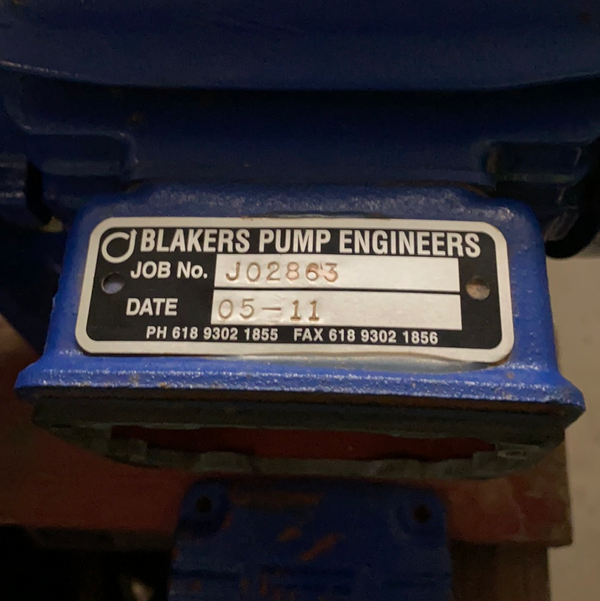 BLAKERS PUMP ENGINEERS
JOB No. J02863
DATE 05-11
PH 618 9302 1855 FAX 618 9302 1856